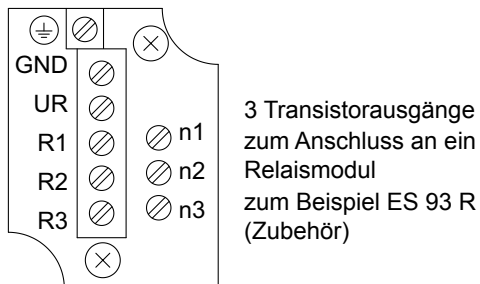 GND
UR
R1
R2
R3
n1
n2
n3
3 Transistorausgänge
zum Anschluss an ein
Relaismodul
zum Beispiel ES 93 R
(Zubehör)